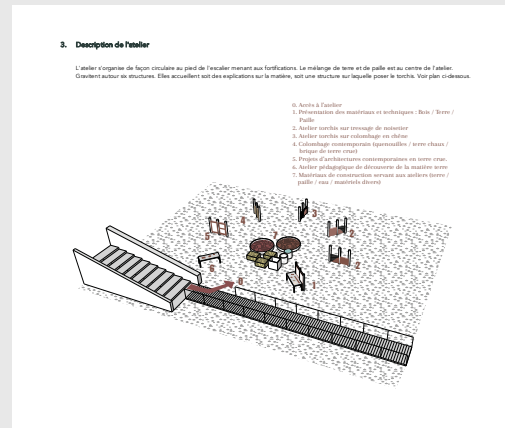 3. Description de l'atelier
L'atelier s'organise de façon circulaire au pied de l'escalier menant aux fortifications. Le mélange de terre et de paille est au centre de l'atelier.
Gravitent autour six structures. Elles accueillent soit des explications sur la matière, soit une structure sur laquelle poser le torchis. Voir plan ci-dessous.
0. Accès à l'atelier
1. Présentation des matériaux et techniques : Bois / Terre /
Paille
2. Atelier torchis sur tressage de noisetier
3. Atelier torchis sur colombage en chêne
4. Colombage contemporain (quenouilles / terre chaux /
brique de terre crue)
5. Projets d'architectures contemporaines en terre crue.
6. Atelier pédagogique de découverte de la matière terre
7. Matériaux de construction servant aux ateliers (terre /
paille / eau / matériels divers)
4
3
5
7
2
6
2
0
1